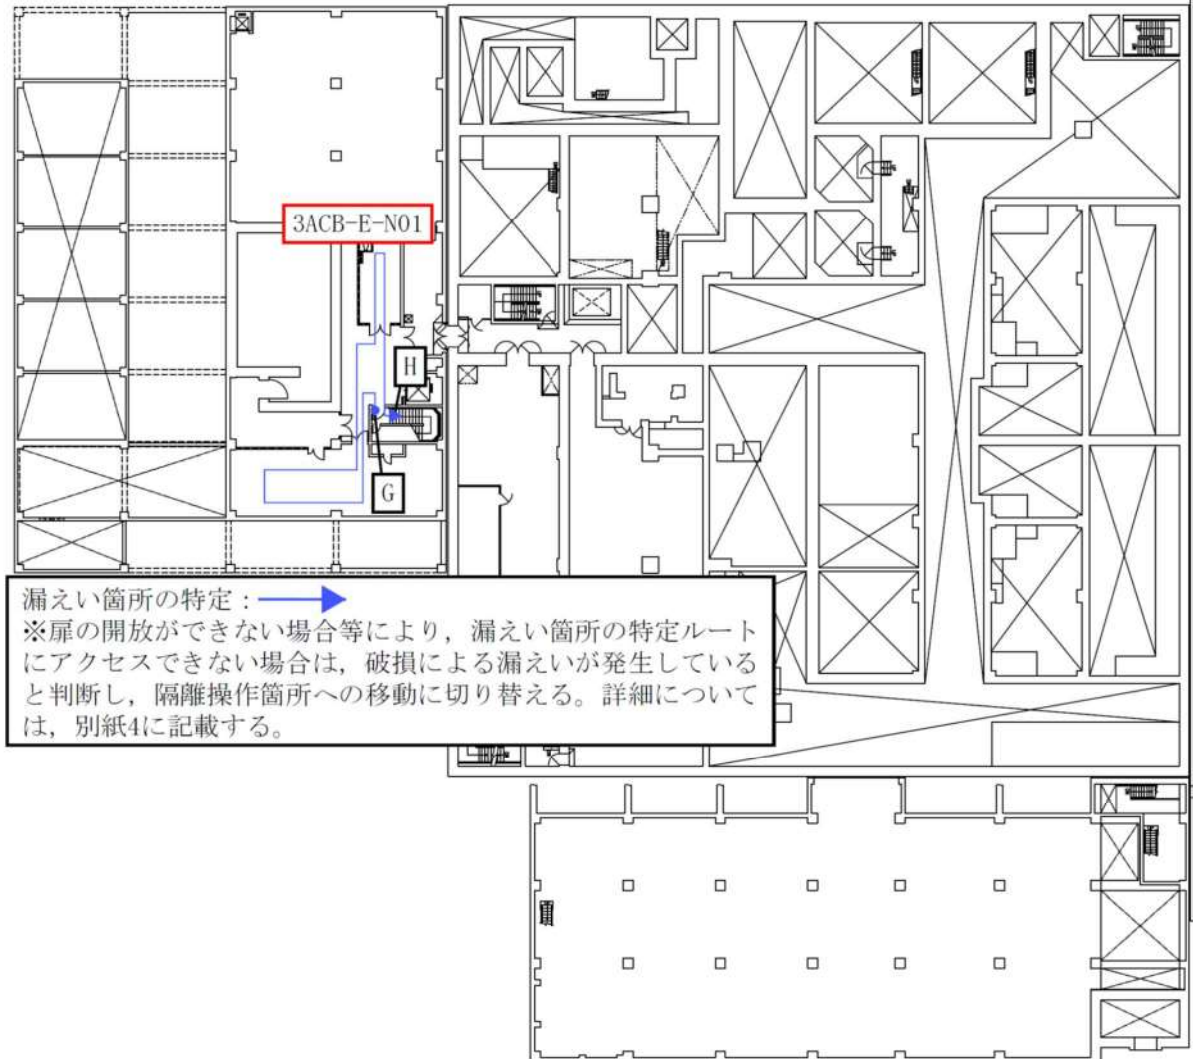 3ACB-E-N01
H
G
漏えい箇所の特定：
※扉の開放ができない場合等により，漏えい箇所の特定ルート
にアクセスできない場合は，破損による漏えいが発生している
と判断し，隔離操作箇所への移動に切り替える。詳細について
は，別紙4に記載する。